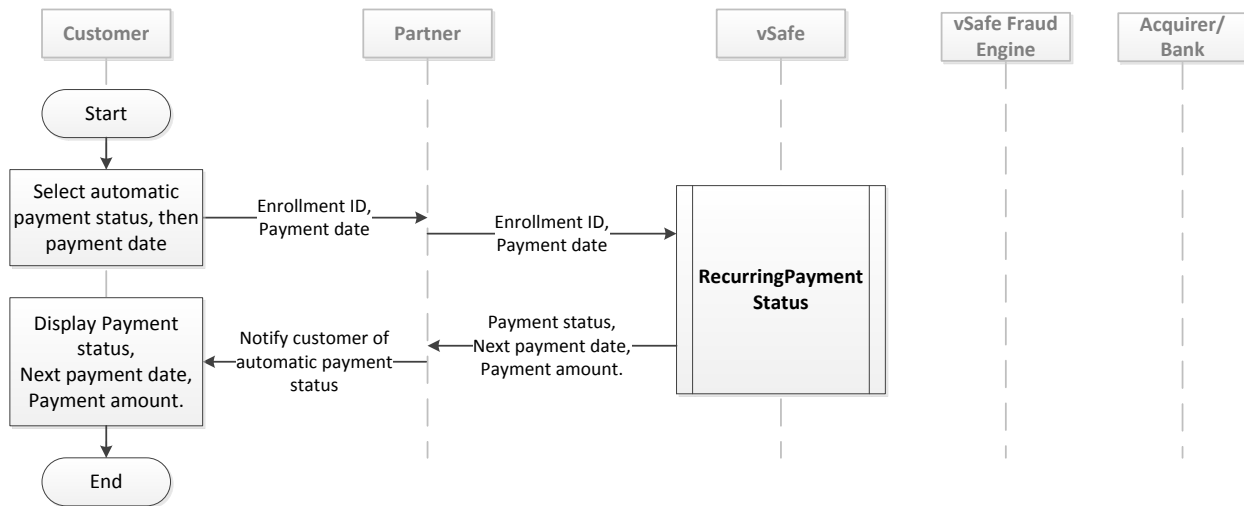 Customer
Partner
vSafe
vSafe Fraud
Engine
Acquirer/
Bank
Start
Select automatic
payment status, then
payment date
Enrollment ID,
Payment date
Enrollment ID,
Payment date
RecurringPayment
Status
Display Payment
status,
Next payment date,
Payment amount.
Notify customer of
automatic payment
status
Payment status,
Next payment date,
Payment amount.
End